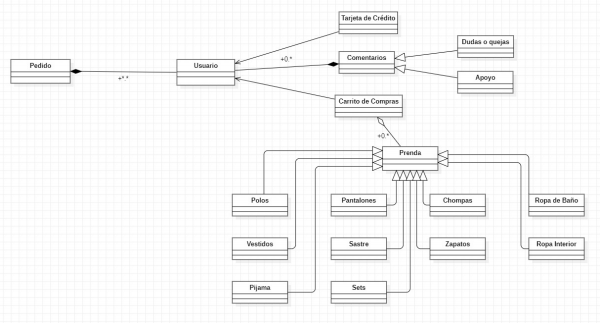 Tarjeta de Crédito
Dudas o quejas
Pedido
Usuario
+0.*
Comentarios
+*.*
Apoyo
Carrito de Compras
+0.*
Prenda
Polos
Pantalones
Chompas
Ropa de Baño
Vestidos
Sastre
Zapatos
Ropa Interior
Pijama
Sets